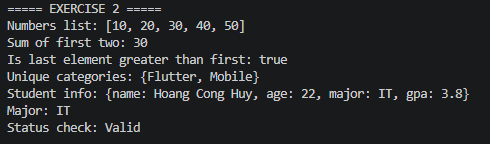 ===== EXERCISE 2 =====
Numbers list: [10, 20, 30, 40, 50]
Sum of first two: 30
Is last element greater than first: true
Unique categories: {Flutter, Mobile}
Student info: {name: Hoang Cong Huy, age: 22, major: IT, gpa: 3.8}
Major: IT
Status check: Valid